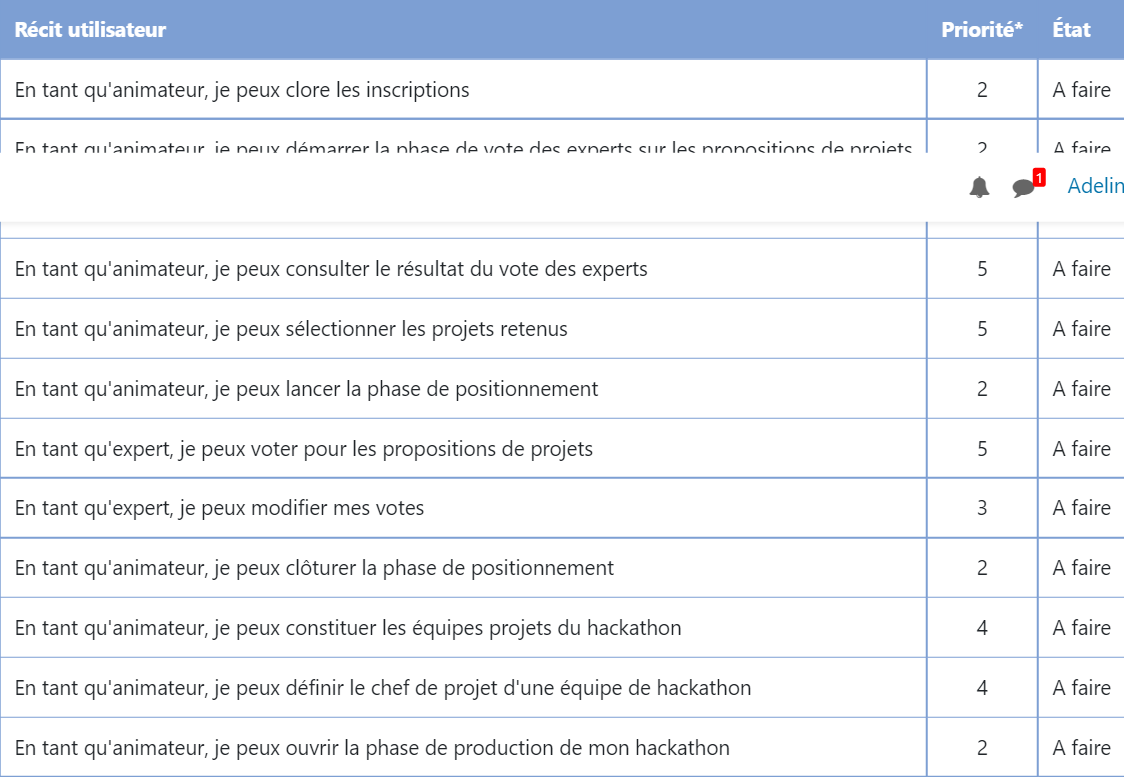 Récit utilisateur Priorité* État
En tant qu'animateur, je peux clore les inscriptions 2 A faire
En tant qu'animateur, je peux démarrer la phase de vote des experts sur les propositions de projets 2 A faire
1 Adelin
En tant qu'animateur, je peux consulter le résultat du vote des experts 5 A faire
En tant qu'animateur, je peux sélectionner les projets retenus 5 A faire
En tant qu'animateur, je peux lancer la phase de positionnement 2 A faire
En tant qu'expert, je peux voter pour les propositions de projets 5 A faire
En tant qu'expert, je peux modifier mes votes 3 A faire
En tant qu'animateur, je peux clôturer la phase de positionnement 2 A faire
En tant qu'animateur, je peux constituer les équipes projets du hackathon 4 A faire
En tant qu'animateur, je peux définir le chef de projet d'une équipe de hackathon 4 A faire
En tant qu'animateur, je peux ouvrir la phase de production de mon hackathon 2 A faire